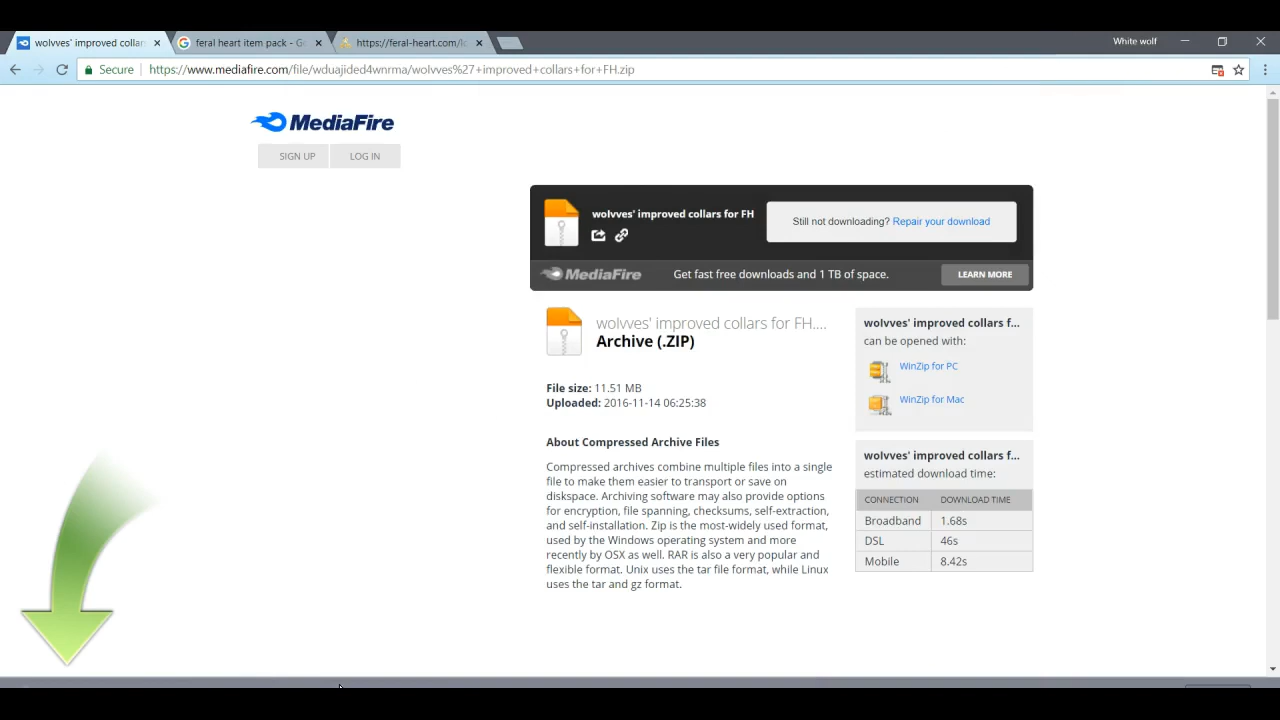 wolvves' improved collar
feral heart item pack - Go
https://feral-heart.com/ic
White wolf
Secure
https://www.mediafire.com/file/wduajided4wnrma/wolvves%27+improved+collars+for+FH.zip
MediaFire
SIGN UP
LOG IN
wolvves' improved collars for FH
Still not downloading? Repair your download
MediaFire
Get fast free downloads and 1 TB of space.
LEARN MORE
wolvves' improved collars for FH....
Archive (.ZIP)
File size: 11.51 MB
Uploaded: 2016-11-14 06:25:38
About Compressed Archive Files
Compressed archives combine multiple files into a single
file to make them easier to transport or save on
diskspace. Archiving software may also provide options
for encryption, file spanning, checksums, self-extraction,
and self-installation. Zip is the most-widely used format,
used by the Windows operating system and more
recently by OSX as well. RAR is also a very popular and
flexible format. Unix uses the tar file format, while Linux
uses the tar and gz format.
wolvves' improved collars f...
can be opened with:
WinZip for PC
WinZip for Mac
wolvves' improved collars f...
estimated download time:
CONNECTION DOWNLOAD TIME
Broadband 1.68s
DSL 46s
Mobile 8.42s